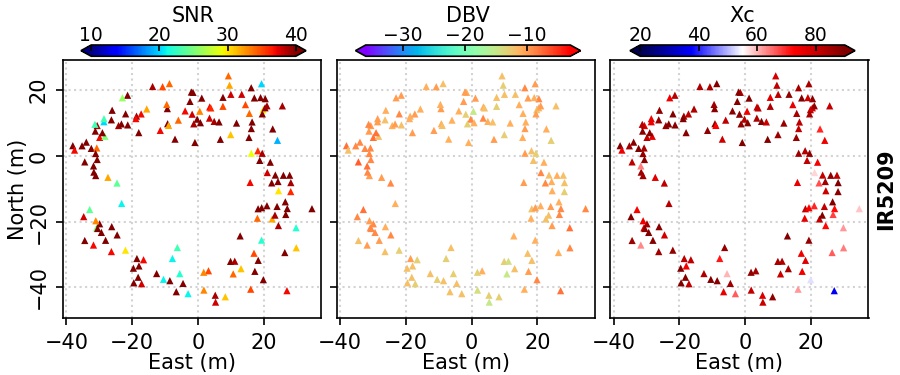 SNR DBV Xc
10 20 30 40 −30 −20 −10 20 40 60 80
20
0
−20
−40
North (m)
−40 −20 0 20 −40 −20 0 20 −40 −20 0 20
East (m) East (m) East (m)
IR5209